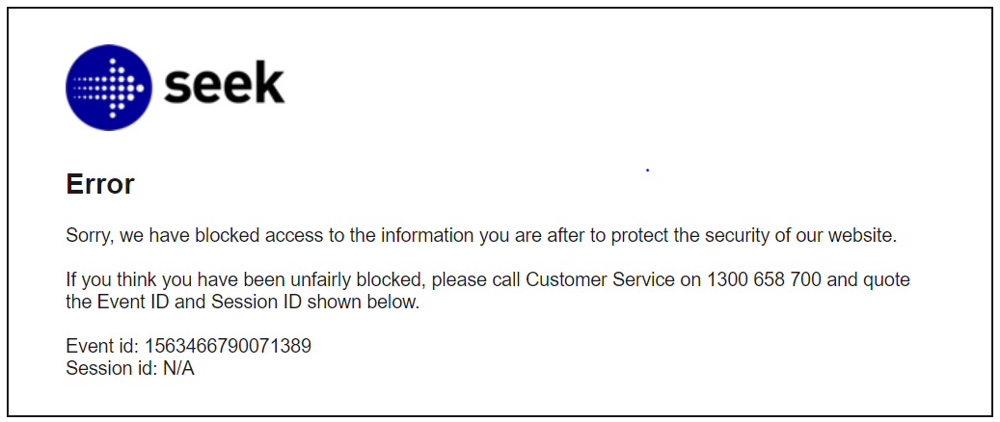 seek
Error
Sorry, we have blocked access to the information you are after to protect the security of our website.
If you think you have been unfairly blocked, please call Customer Service on 1300 658 700 and quote
the Event ID and Session ID shown below.
Event id: 1563466790071389
Session id: N/A